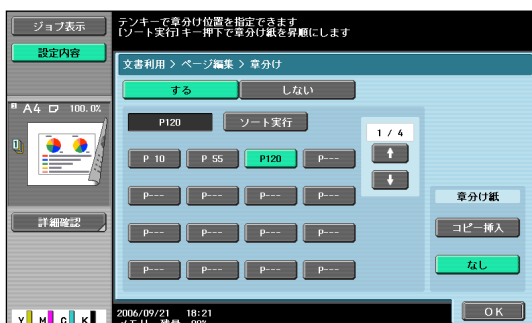 ジョブ表示
設定内容
テンキーで章分け位置を指定できます
[ソート実行]キー押下で章分け紙を昇順にします
文書利用 > ページ編集 > 章分け
する
しない
A4 100.0%
P120
ソート実行
1 / 4
P 10 P 55 P120 P---
P--- P--- P--- P---
P--- P--- P--- P---
P--- P--- P--- P---
章分け紙
コピー挿入
なし
詳細確認
OK
Y M C K
2006/09/21 18:21